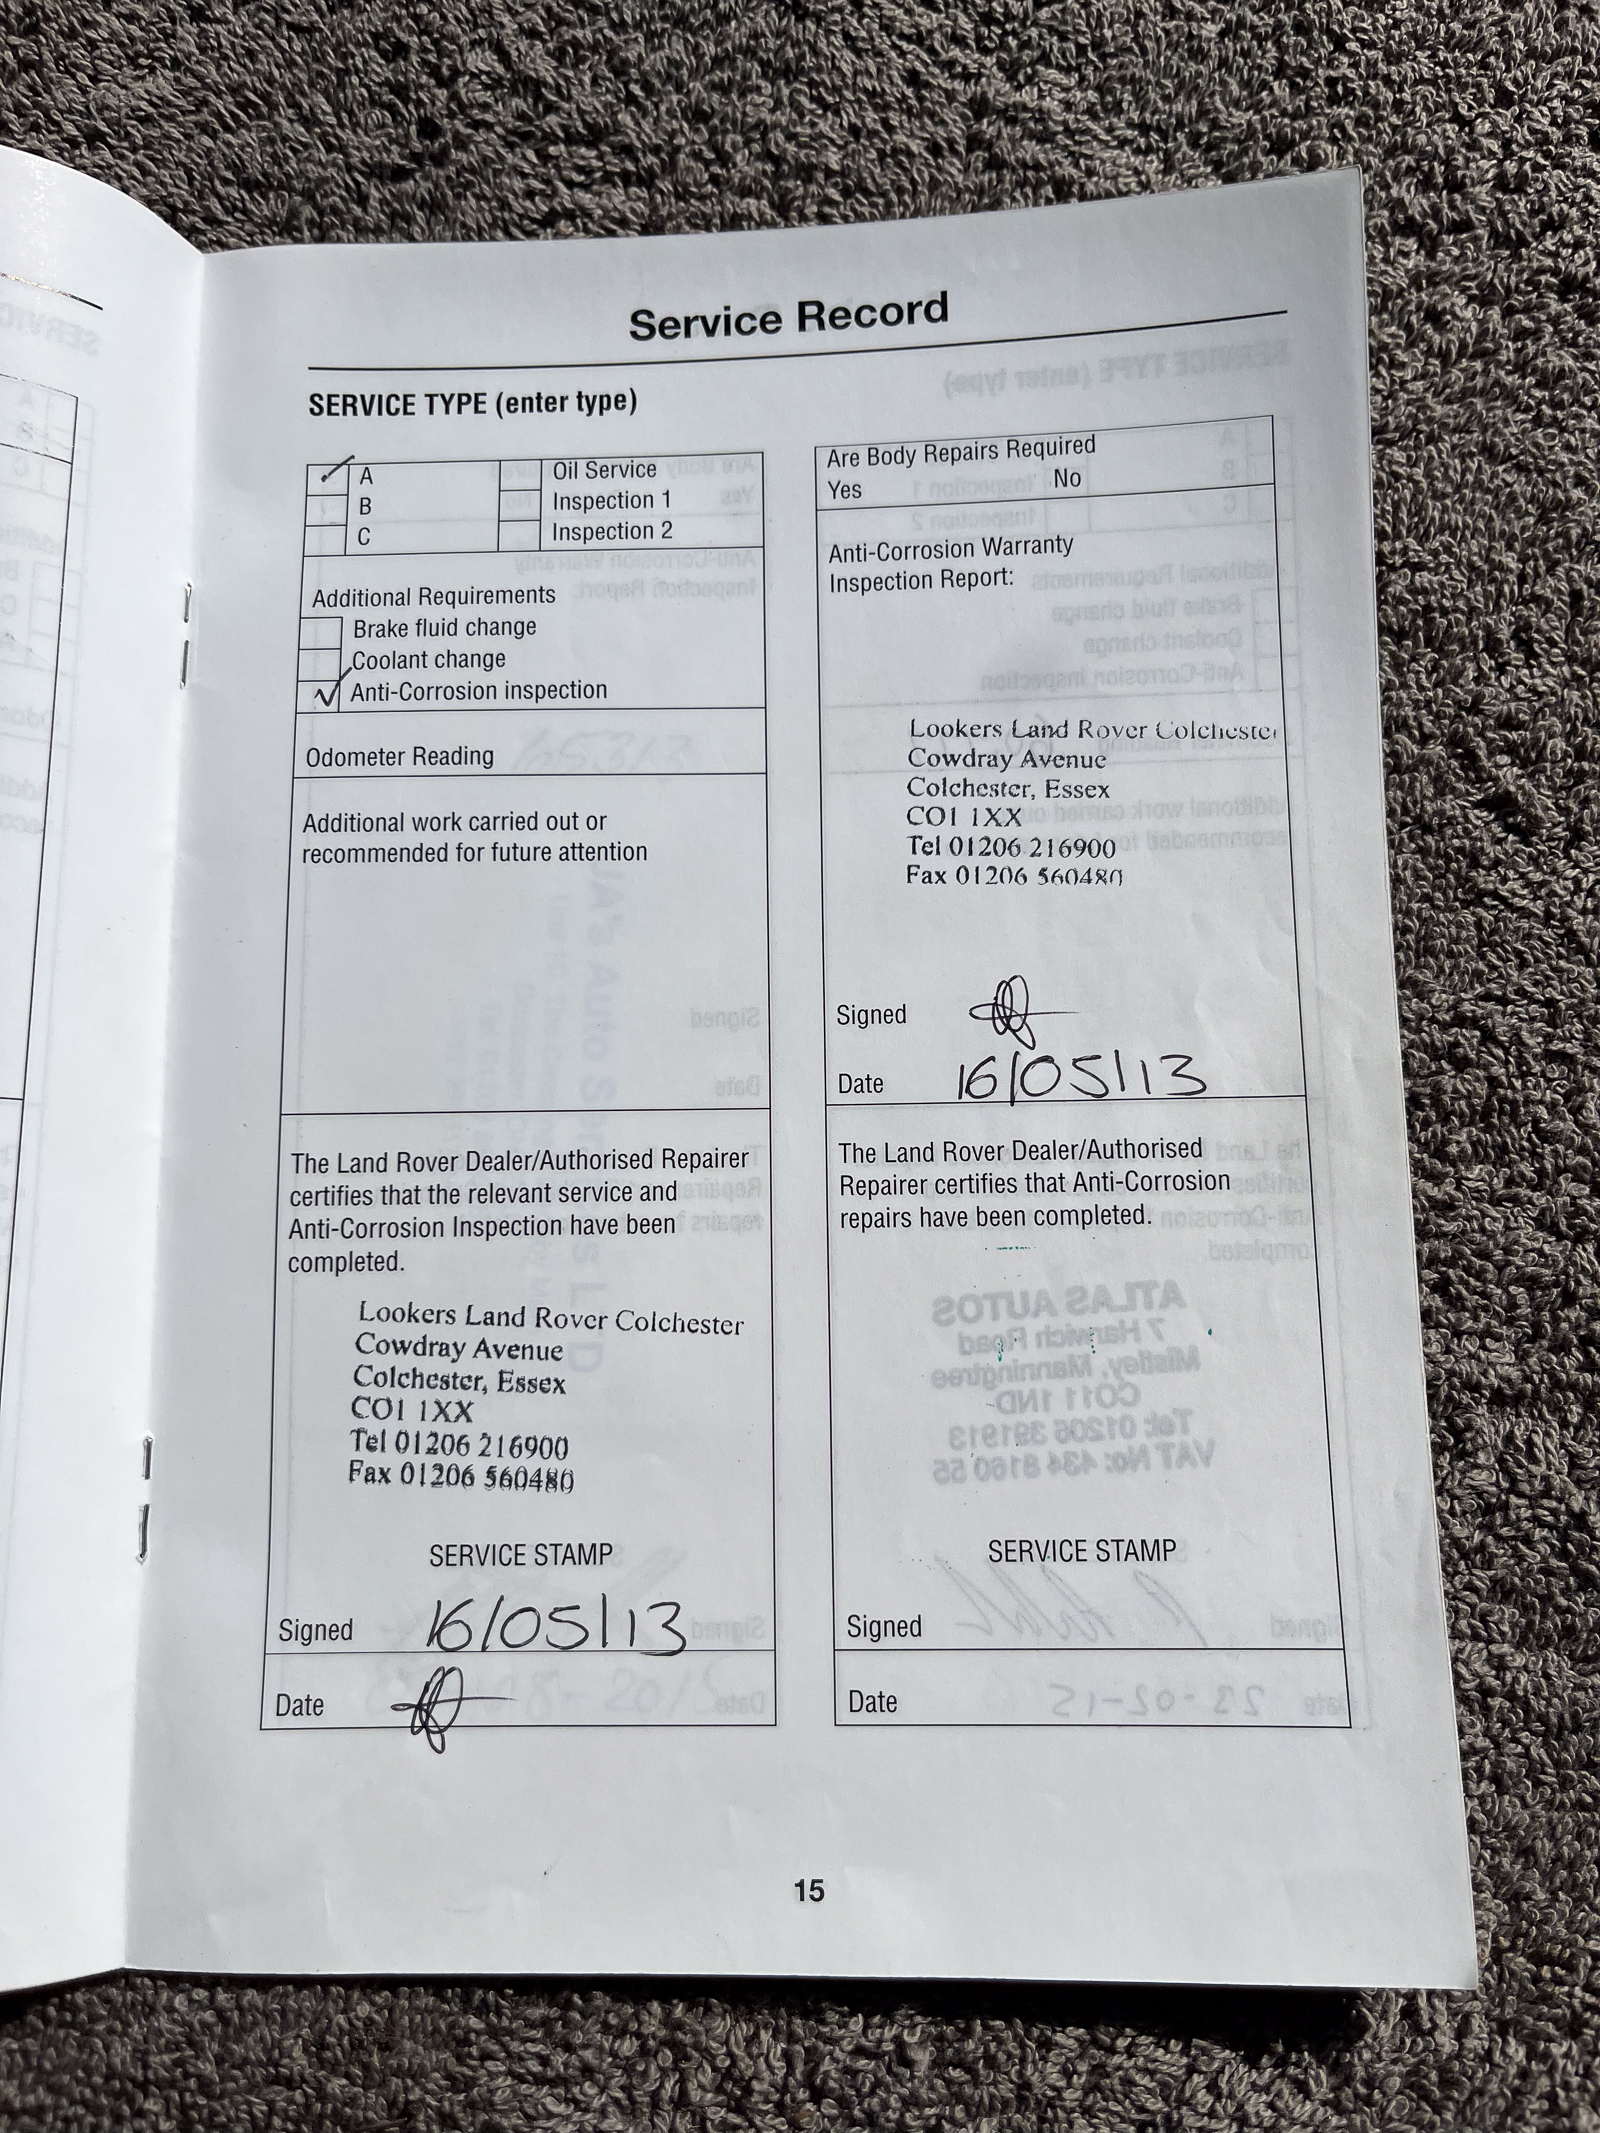 Service Record
SERVICE TYPE (enter type)
A
Oil Service
B
Inspection 1
C
Inspection 2
Additional Requirements
Brake fluid change
Coolant change
Anti-Corrosion inspection
Odometer Reading
Additional work carried out or
recommended for future attention
The Land Rover Dealer/Authorised Repairer
certifies that the relevant service and
Anti-Corrosion Inspection have been
completed.
Lookers Land Rover Colchester
Cowdray Avenue
Colchester, Essex
CO1 1XX
Tel 01206 216900
Fax 01206 560480
SERVICE STAMP
Signed 16/05/13
Date
Are Body Repairs Required
Yes No
Anti-Corrosion Warranty
Inspection Report:
Lookers Land Rover Colchester
Cowdray Avenue
Colchester, Essex
CO1 1XX
Tel 01206 216900
Fax 01206 560480
Signed
Date 16/05/13
The Land Rover Dealer/Authorised
Repairer certifies that Anti-Corrosion
repairs have been completed.
SERVICE STAMP
Signed
Date
15